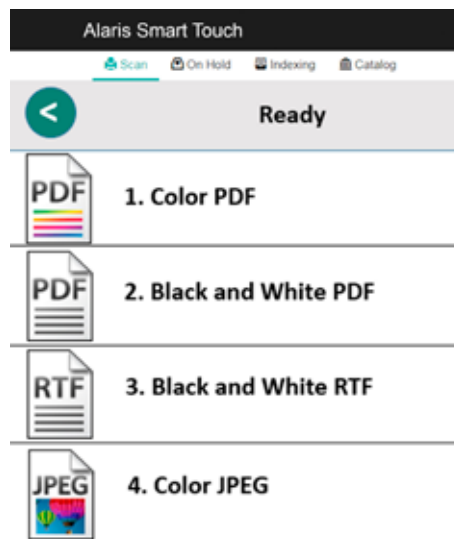 Alaris Smart Touch
Scan On Hold Indexing Catalog
< Ready
PDF 1. Color PDF
PDF 2. Black and White PDF
RTF 3. Black and White RTF
JPEG 4. Color JPEG